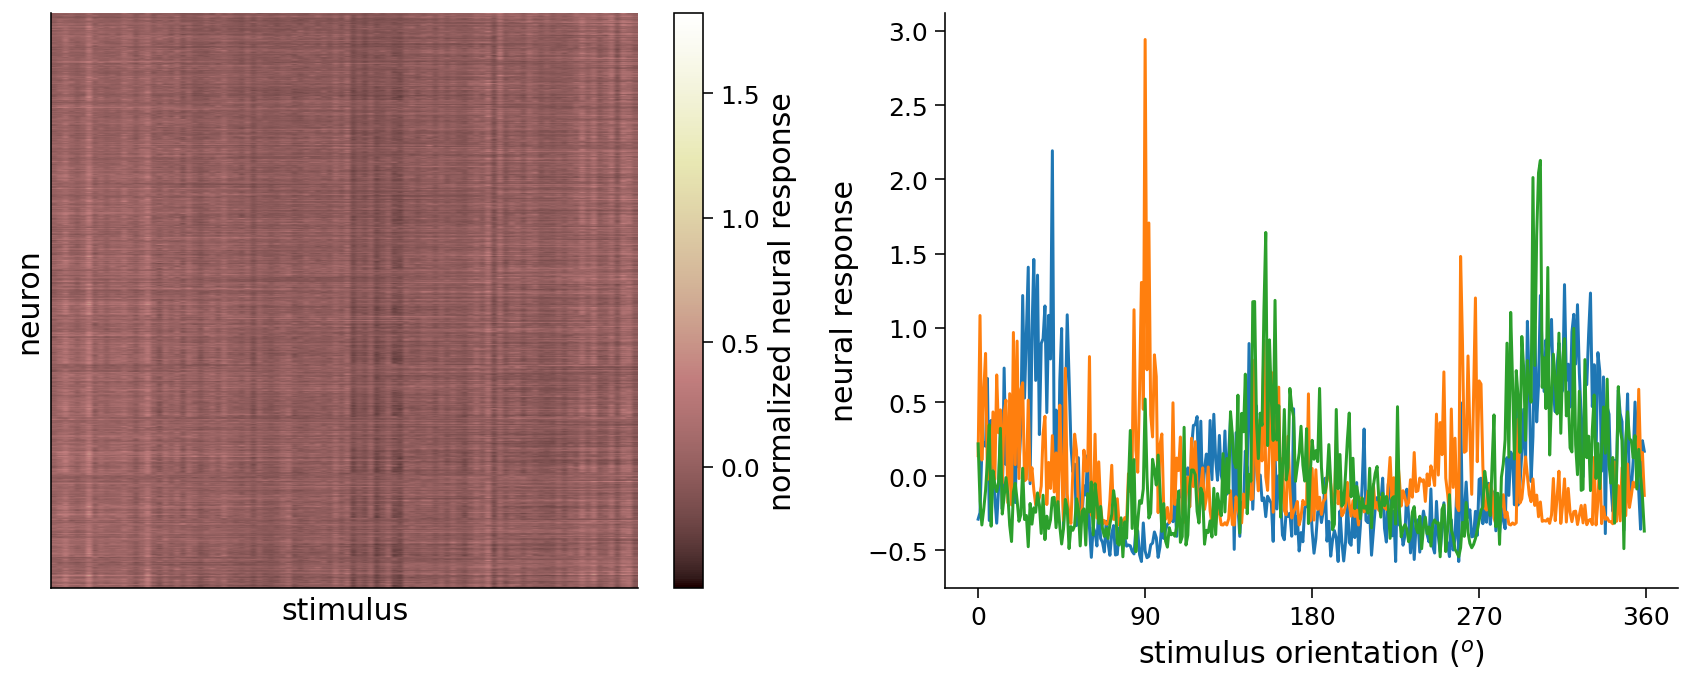 neuron
stimulus
1.5
1.0
0.5
0.0
normalized neural response
neural response
3.0
2.5
2.0
1.5
1.0
0.5
0.0
−0.5
0 90 180 270 360
stimulus orientation (o)